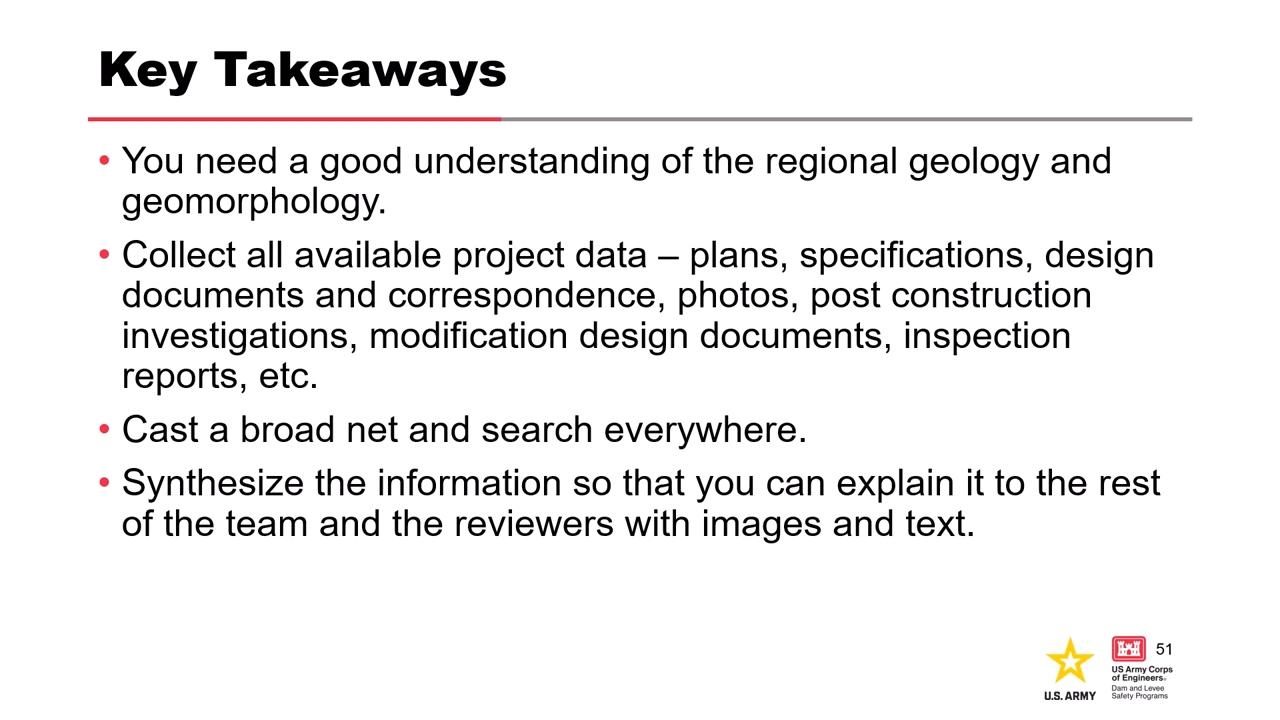 Key Takeaways
• You need a good understanding of the regional geology and
geomorphology.
• Collect all available project data – plans, specifications, design
documents and correspondence, photos, post construction
investigations, modification design documents, inspection
reports, etc.
• Cast a broad net and search everywhere.
• Synthesize the information so that you can explain it to the rest
of the team and the reviewers with images and text.
51
U.S. ARMY
US Army Corps
of Engineers®
Dam and Levee
Safety Programs